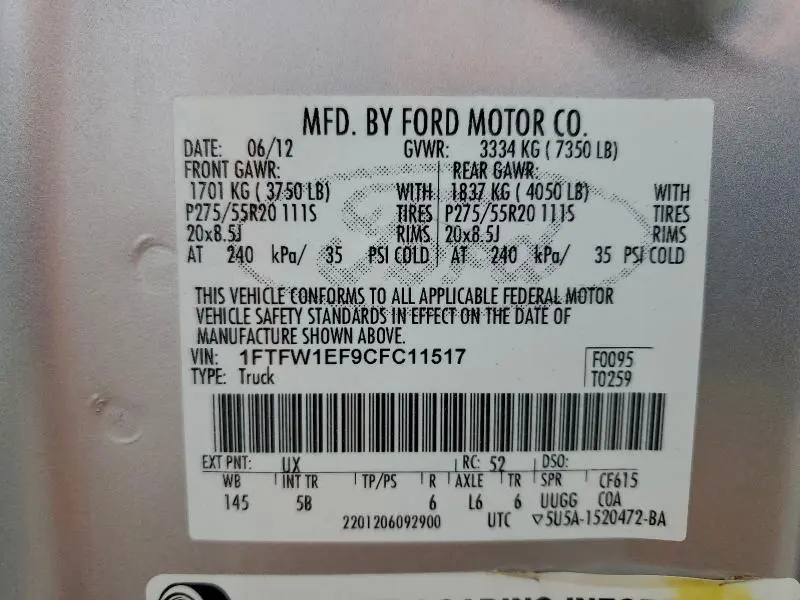 MFD. BY FORD MOTOR CO.
DATE: 06/12 GVWR: 3334 KG ( 7350 LB)
FRONT GAWR: REAR GAWR:
1701 KG ( 3750 LB) WITH 1837 KG ( 4050 LB) WITH
P275/55R20 111S TIRES P275/55R20 111S TIRES
20x8.5J RIMS 20x8.5J RIMS
AT 240 kPa/ 35 PSI COLD AT 240 kPa/ 35 PSI COLD
THIS VEHICLE CONFORMS TO ALL APPLICABLE FEDERAL MOTOR
VEHICLE SAFETY STANDARDS IN EFFECT ON THE DATE OF
MANUFACTURE SHOWN ABOVE.
VIN: 1FTFW1EF9CFC11517 F0095
TYPE: Truck T0259
EXT PNT: UX RC: 52 DSO:
WB INT TR TP/PS R AXLE TR SPR CF615
145 5B 6 L6 6 UUGG COA
2201206092900 UTC ▽5U5A-1520472-BA